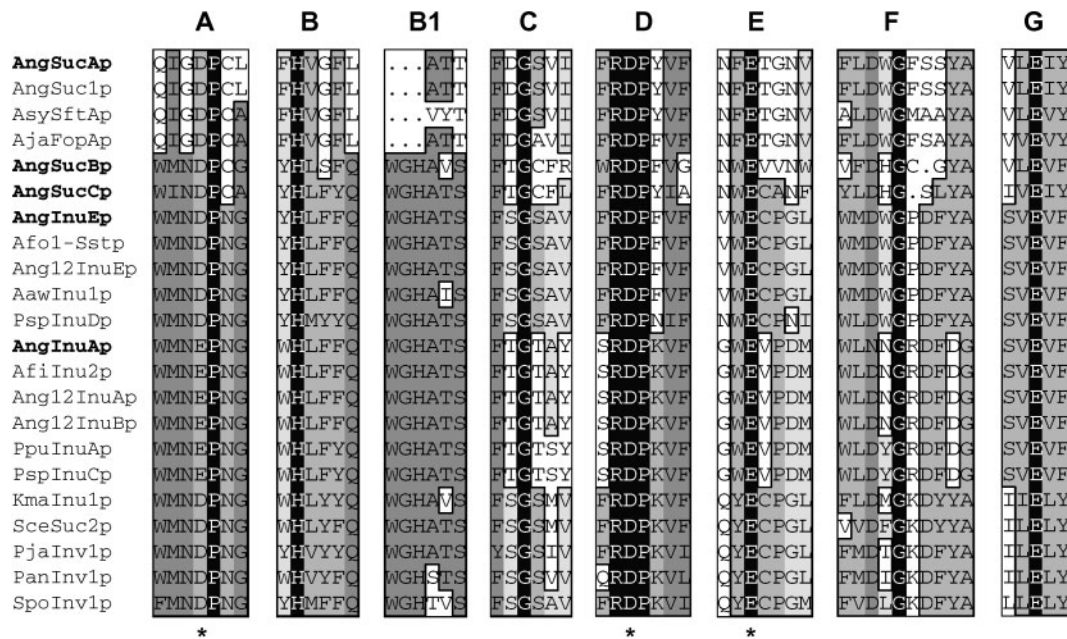 A B B1 C D E F G
AngSucAp QIGDPCL FHVGFL ...ATT FDGSVI FRDPYVF NFETGNV FLDWGFSSYA VLEIY
AngSuc1p QIGDPCL FHVGFL ...ATT FDGSVI FRDPYVF NFETGNV FLDWGFSSYA VLEIY
AsySftAp QIGDPCA FHVGFL ...VYT FDGSVI FRDPYVF NFETGNV ALDWGMAAYA VLEIY
AjaFopAp QIGDPCL FHVGFL ...ATT FDGAVI FRDPYVF NFETGNV FLDWGFSAYA VVEIY
AngSucBp WMNDPCG YHLSFQ WGHAVS FTGCFR FRDPFVG NWEVVNW VFDHGC.GYA VLEVY
AngSucCp WINDPCA YHLFYQ WGHATS FTGCFL FRDPYIA NWECANF YLDHG.SLYA IVEIY
AngInuEp WMNDPNG YHLFFQ WGHATS FSGSAV FRDPFVF VWECPGL WMDWGPDFYA SVEVF
Afo1-Sstp WMNDPNG YHLFFQ WGHATS FSGSAV FRDPFVF VWECPGL WMDWGPDFYA SVEVF
Ang12InuEp WMNDPNG YHLFFQ WGHATS FSGSAV FRDPFVF VWECPGL WMDWGPDFYA SVEVF
AawInu1p WMNDPNG YHLFFQ WGHAIS FSGSAV FRDPFVF VWECPGL WMDWGPDFYA SVEVF
PspInuDp WMNDPNG YHMYYQ WGHATS FSGSAV FRDPNIF NWECPNI WLDWGPDFYA SVEVF
AngInuAp WMNEPNG WHLFFQ WGHATS FTGTAY SRDPKVF GWEVPDM WLDNGRDFDG SVEVF
AfiInu2p WMNEPNG WHLFFQ WGHATS FTGTAY SRDPKVF GWEVPDM WLDNGRDFDG SVEVF
Ang12InuAp WMNEPNG WHLFFQ WGHATS FTGTAY SRDPKVF GWEVPDM WLDNGRDFDG SVEVF
Ang12InuBp WMNEPNG WHLFFQ WGHATS FTGTAY SRDPKVF GWEVPDM WLDNGRDFDG SVEVF
PpuInuAp WMNEPNG WHLFFQ WGHATS FTGTSY SRDPKVF GWEVPDM WLDYGRDFDG SVEVF
PspInuCp WMNEPNG WHLFFQ WGHATS FTGTSY SRDPKVF GWEVPDM WLDYGRDFDG SVEVF
KmaInu1p WMNDPNG WHLYYQ WGHAVS FSGSMV FRDPKVF QYECPGL FLDMGKDYYA IIELY
SceSuc2p WMNDPNG WHLYFQ WGHATS FSGSMV FRDPKVF QYECPGL VVDFGKDYYA ILELY
PjaInv1p WMNDPNG YHVYYQ WGHATS YSGSIV FRDPKVI QYECPGL FMDTGKDFYA ILELY
PanInv1p WMNDPNG WHVYFQ WGHSTS FSGSVV QRDPKVL QYECPGL FMDIGKDFYA ILELY
SpoInv1p FMNDPNG YHMFFQ WGHTVS FSGSAV FRDPKVI QYECPGM FVDLGKDFYA LLELY
* * *